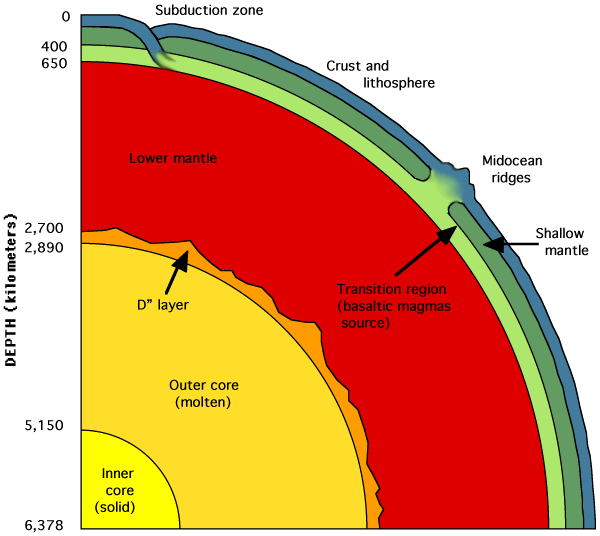 0
Subduction zone
400
650
Crust and
lithosphere
Lower mantle
Midocean
ridges
2,700
2,890
Shallow
mantle
Transition region
(basaltic magmas
source)
D” layer
DEPTH (kilometers)
Outer core
(molten)
5,150
Inner
core
(solid)
6,378